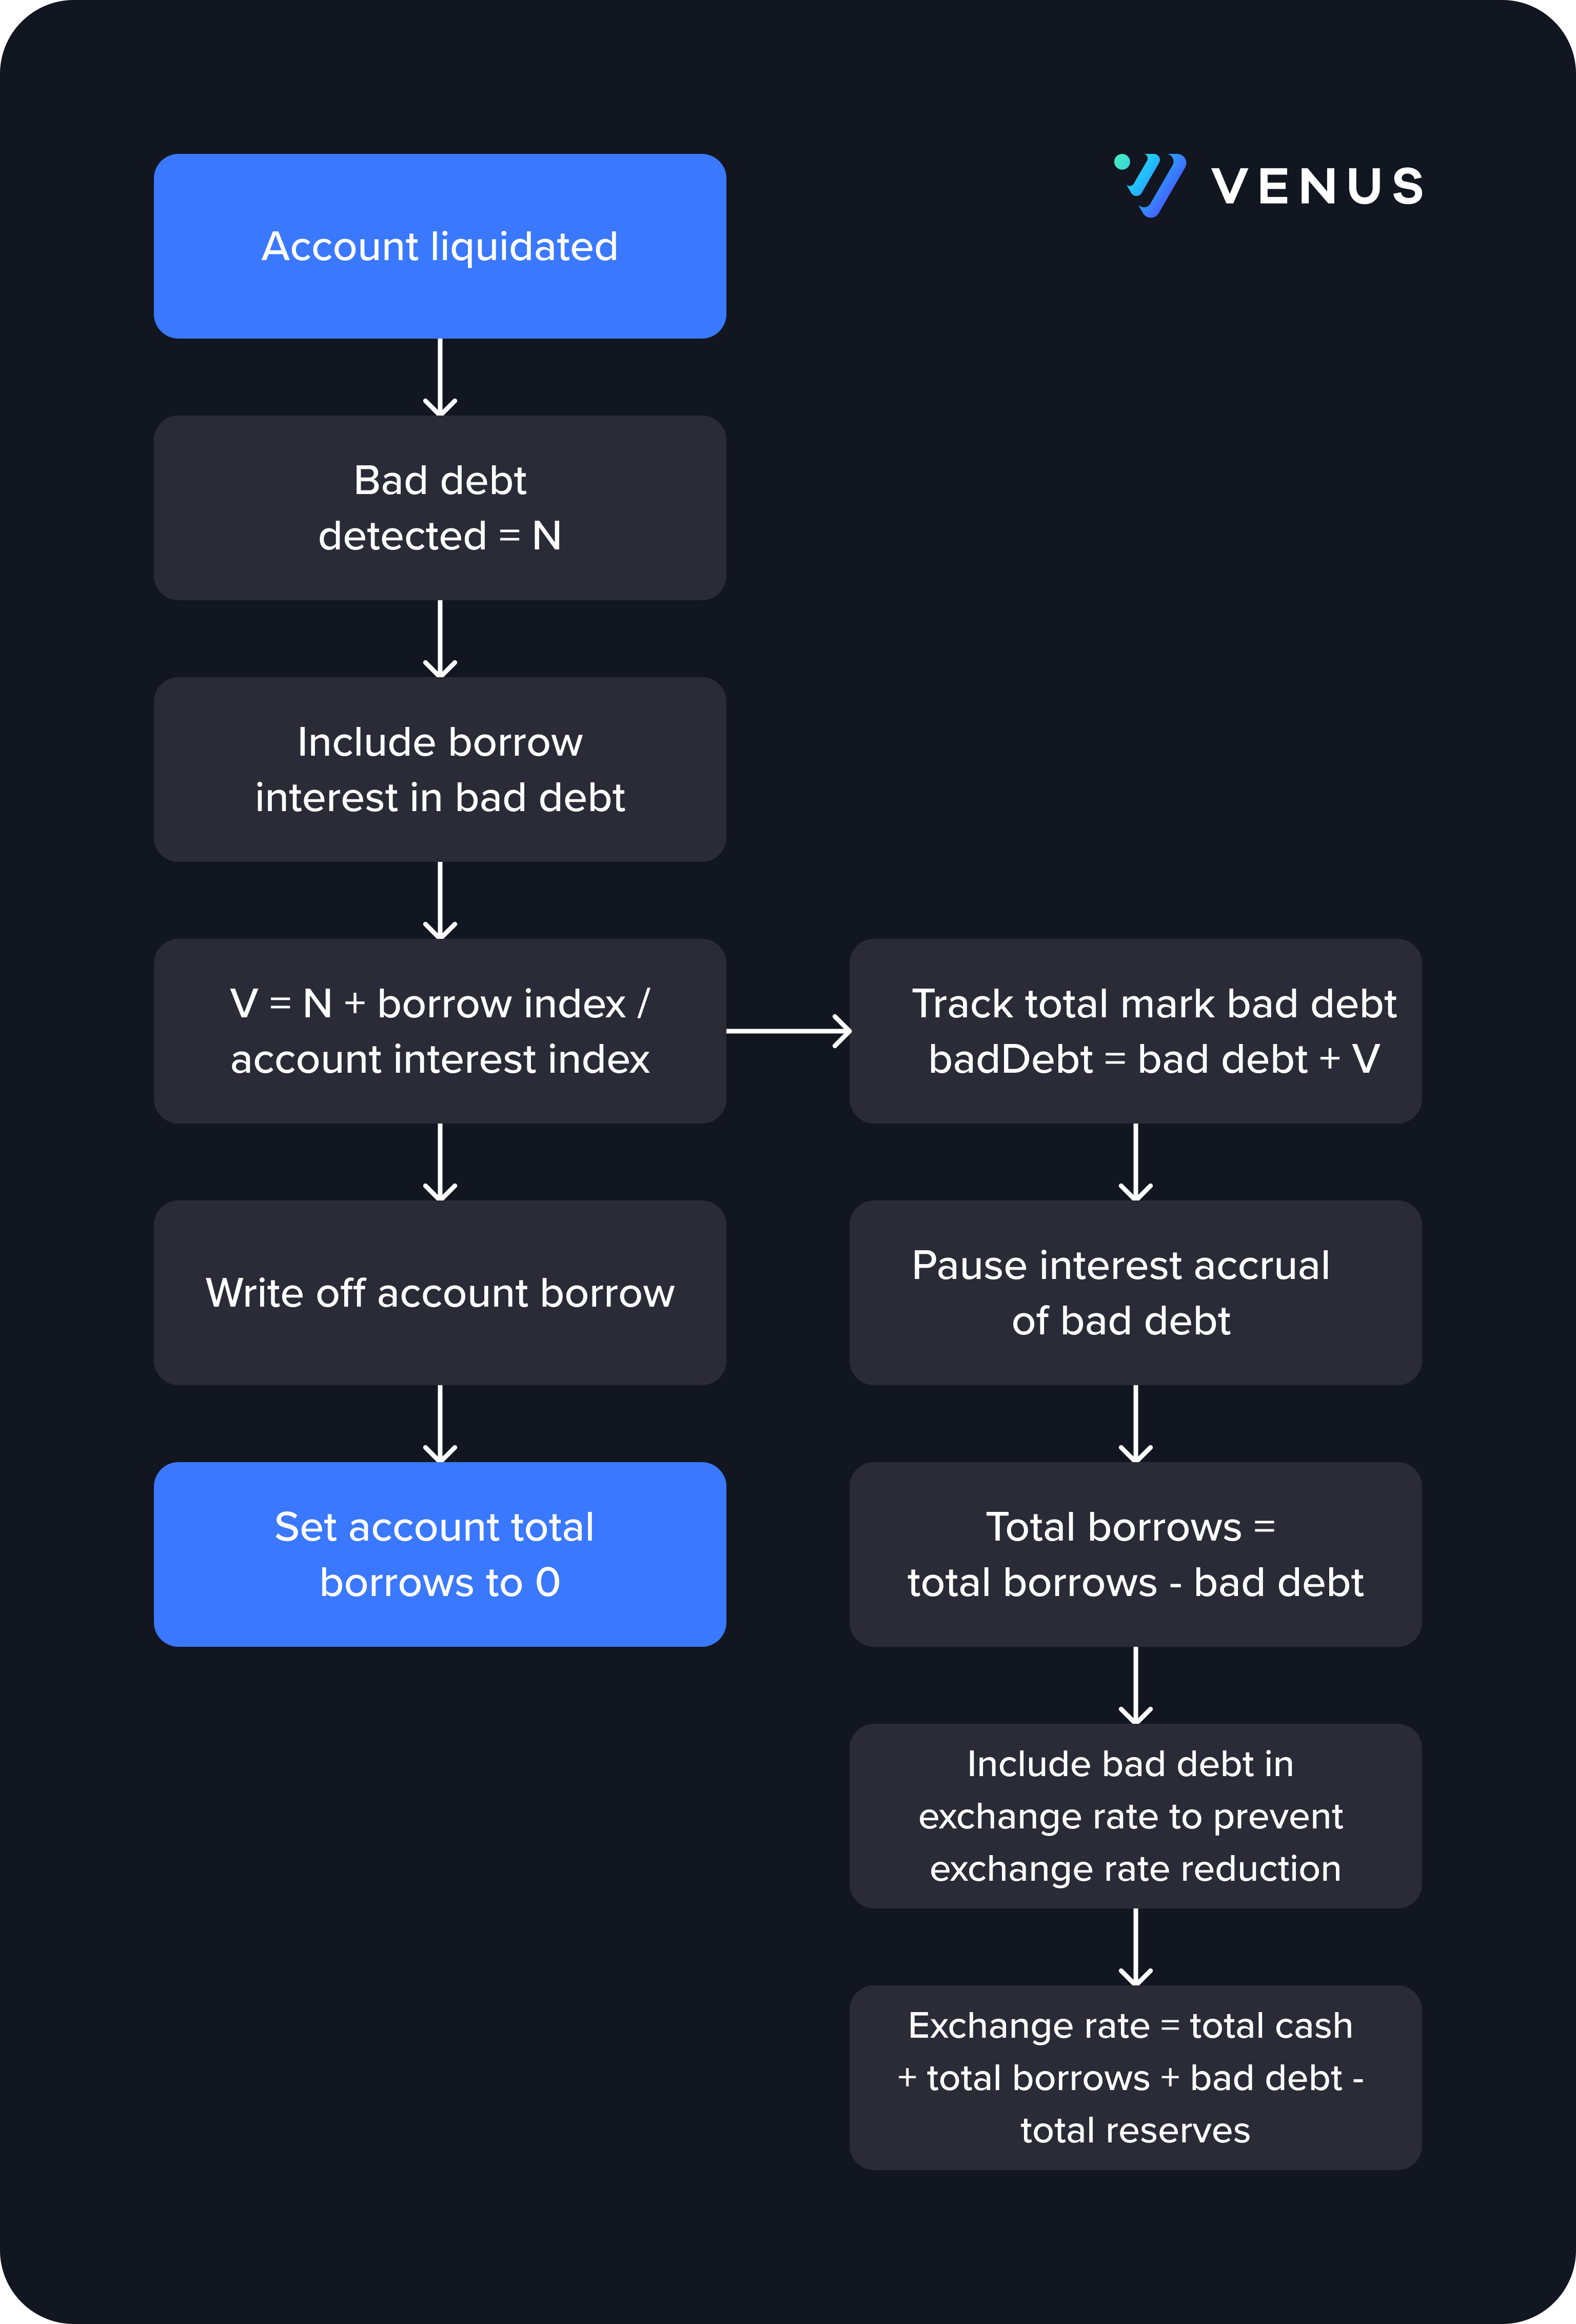 VENUS
Account liquidated
Bad debt
detected = N
Include borrow
interest in bad debt
V = N + borrow index /
account interest index
Write off account borrow
Set account total
borrows to 0
Track total mark bad debt
badDebt = bad debt + V
Pause interest accrual
of bad debt
Total borrows =
total borrows - bad debt
Include bad debt in
exchange rate to prevent
exchange rate reduction
Exchange rate = total cash
+ total borrows + bad debt -
total reserves